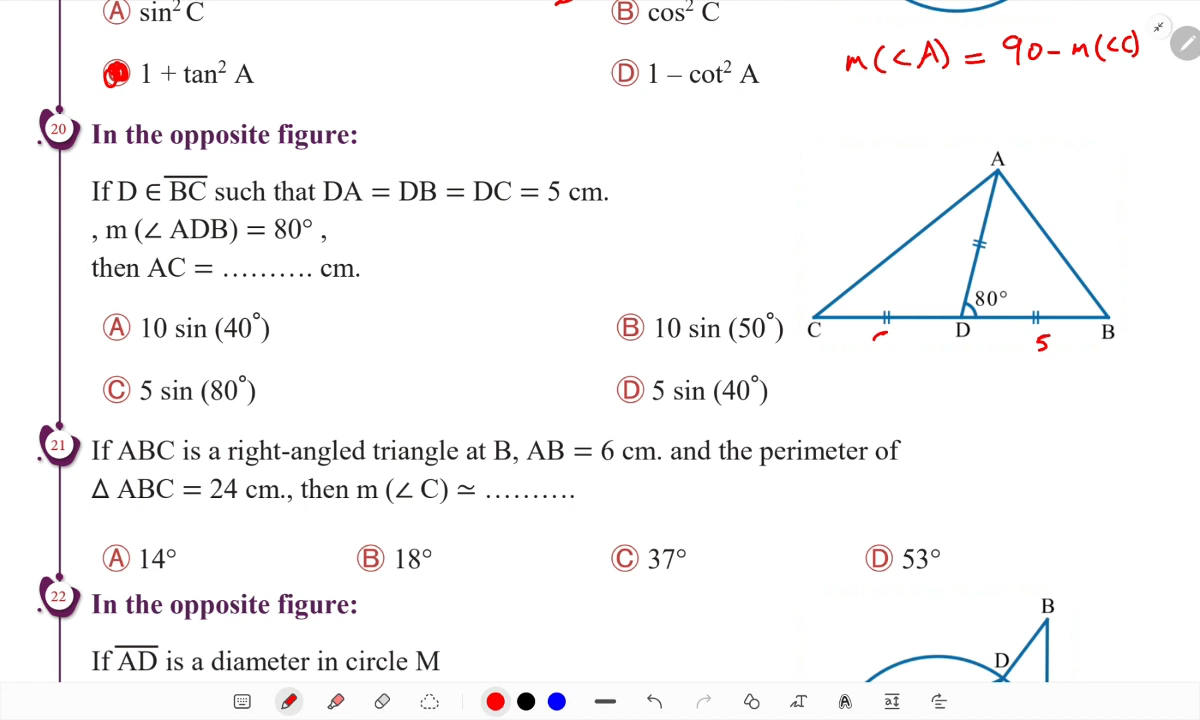 Ⓐ sin² C
Ⓑ cos² C
1 + tan² A
Ⓓ 1 – cot² A
m(<A) = 90 – m(<C)
20 In the opposite figure:
If D ∈ B̅C̅ such that DA = DB = DC = 5 cm.
, m (∠ ADB) = 80° ,
then AC = .......... cm.
Ⓐ 10 sin (40°)
Ⓑ 10 sin (50°)
Ⓒ 5 sin (80°)
Ⓓ 5 sin (40°)
A
80°
C
D
B
5
21 If ABC is a right-angled triangle at B, AB = 6 cm. and the perimeter of
Δ ABC = 24 cm., then m (∠ C) ≃ ..........
Ⓐ 14°
Ⓑ 18°
Ⓒ 37°
Ⓓ 53°
22 In the opposite figure:
If A̅D̅ is a diameter in circle M
B
D